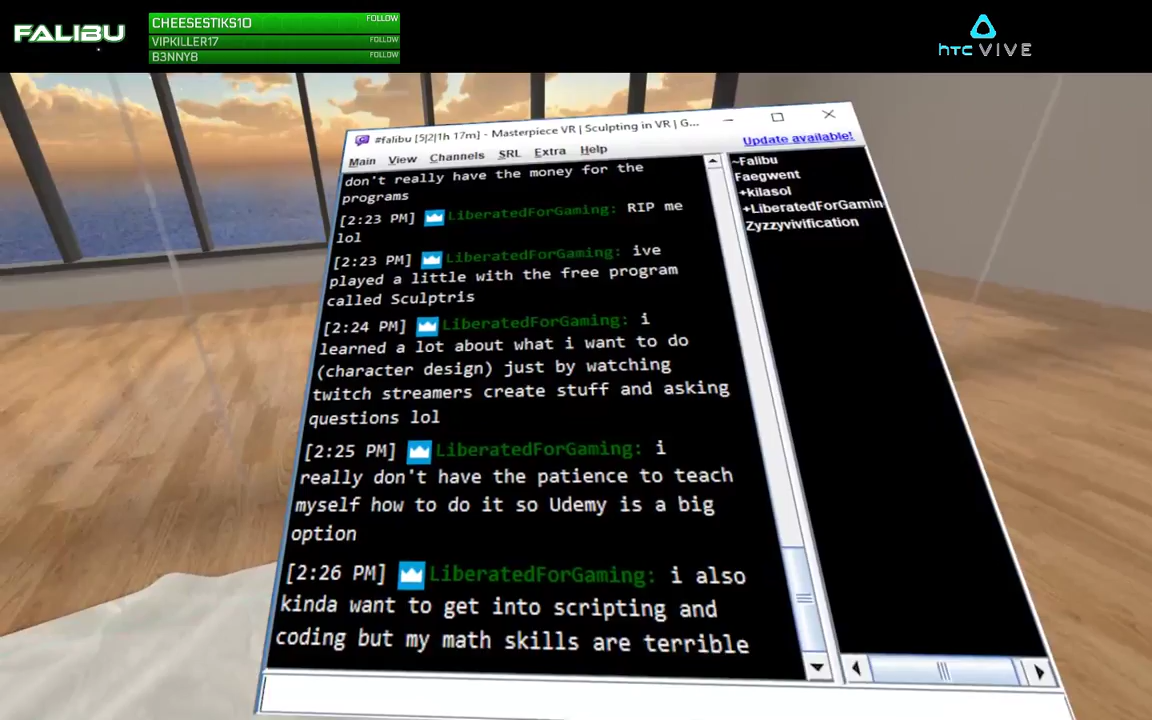 FALIBU
CHEESESTIKS10 FOLLOW
VIPKILLER17 FOLLOW
B3NNY8 FOLLOW
hTC VIVE
#falibu [5|2|1h 17m] - Masterpiece VR | Sculpting in VR | G...
Main View Channels SRL Extra Help
Update available!
don't really have the money for the
programs
[2:23 PM] LiberatedForGaming: RIP me
lol
[2:23 PM] LiberatedForGaming: ive
played a little with the free program
called Sculptris
[2:24 PM] LiberatedForGaming: i
learned a lot about what i want to do
(character design) just by watching
twitch streamers create stuff and asking
questions lol
[2:25 PM] LiberatedForGaming: i
really don't have the patience to teach
myself how to do it so Udemy is a big
option
[2:26 PM] LiberatedForGaming: i also
kinda want to get into scripting and
coding but my math skills are terrible
~Falibu
Faegwent
+kilasol
+LiberatedForGamin
Zyzzyvivification